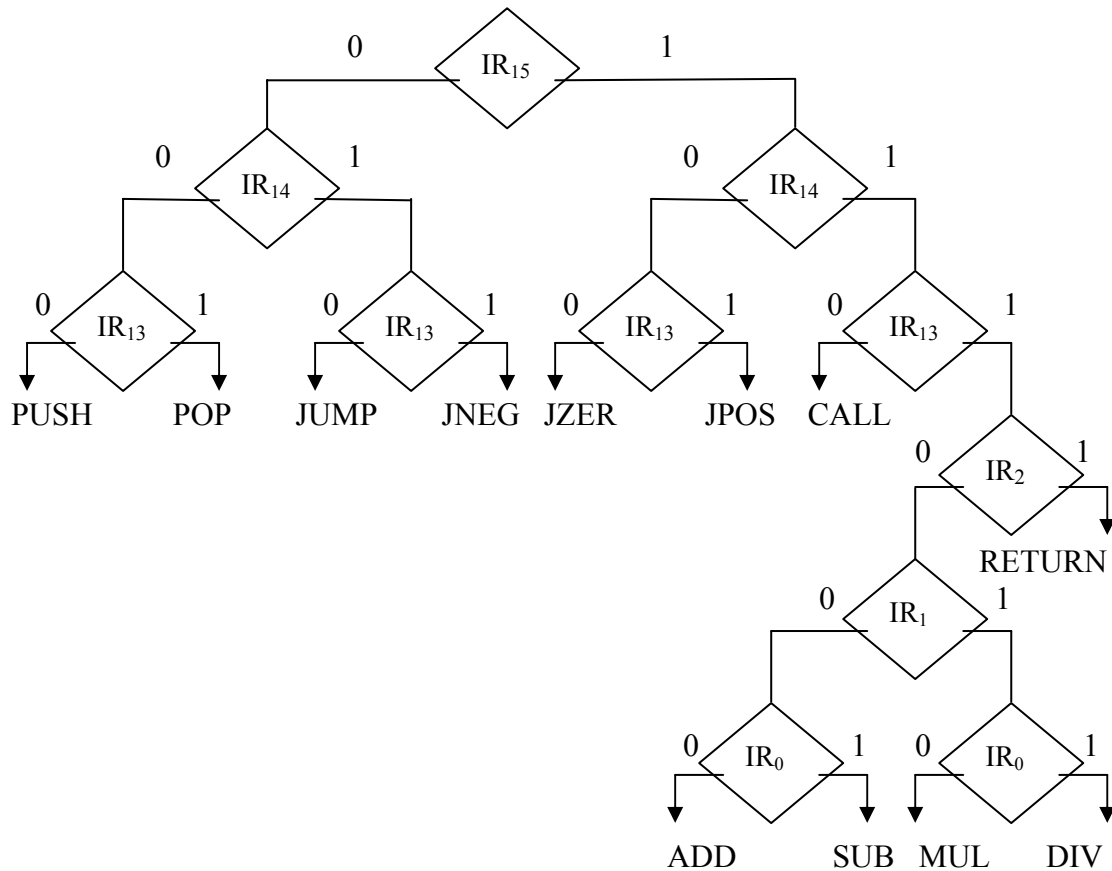 0 IR₁₅ 1
0 IR₁₄ 1 0 IR₁₄ 1
0 IR₁₃ 1 0 IR₁₃ 1 0 IR₁₃ 1 0 IR₁₃ 1
PUSH POP JUMP JNEG JZER JPOS CALL
0 IR₂ 1
RETURN
0 IR₁ 1
0 IR₀ 1 0 IR₀ 1
ADD SUB MUL DIV